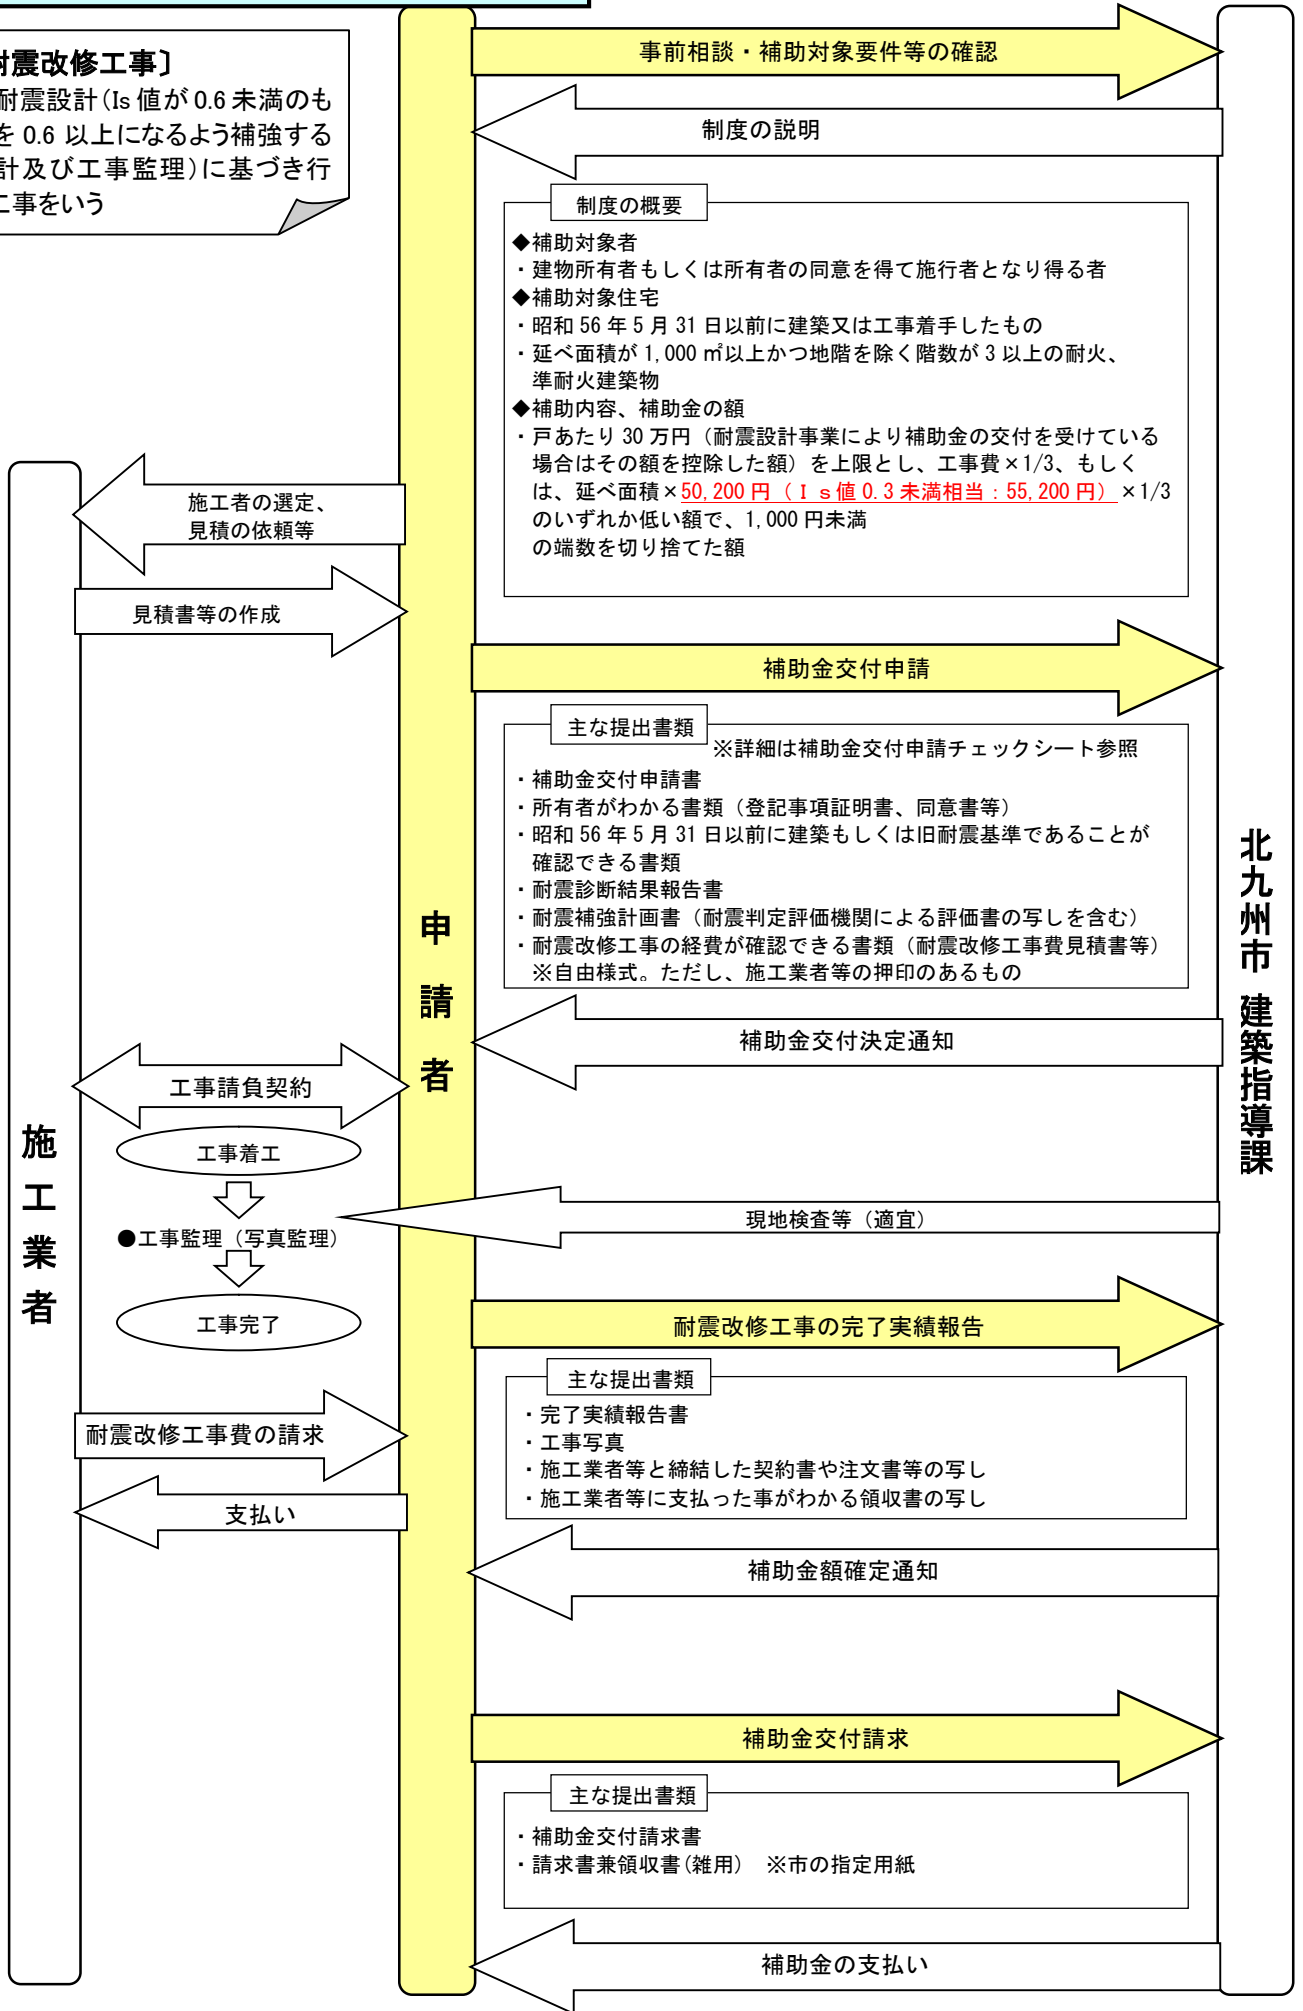 事前相談・補助対象要件等の確認
震改修工事〕
耐震設計(Is 値が 0.6 未満のも
を 0.6 以上になるよう補強する
計及び工事監理)に基づき行
工事をいう
制度の説明
制度の概要
◆補助対象者
・建物所有者もしくは所有者の同意を得て施行者となり得る者
◆補助対象住宅
・昭和 56 年 5 月 31 日以前に建築又は工事着手したもの
・延べ面積が 1,000 ㎡以上かつ地階を除く階数が 3 以上の耐火、
準耐火建築物
◆補助内容、補助金の額
・戸あたり 30 万円（耐震設計事業により補助金の交付を受けている
場合はその額を控除した額）を上限とし、工事費×1/3、もしく
は、延べ面積×50,200 円（Ｉｓ値 0.3 未満相当：55,200 円）×1/3
のいずれか低い額で、1,000 円未満
の端数を切り捨てた額
施工者の選定、
見積の依頼等
見積書等の作成
補助金交付申請
主な提出書類
※詳細は補助金交付申請チェックシート参照
・補助金交付申請書
・所有者がわかる書類（登記事項証明書、同意書等）
・昭和 56 年 5 月 31 日以前に建築もしくは旧耐震基準であることが
確認できる書類
・耐震診断結果報告書
・耐震補強計画書（耐震判定評価機関による評価書の写しを含む）
・耐震改修工事の経費が確認できる書類（耐震改修工事費見積書等）
※自由様式。ただし、施工業者等の押印のあるもの
申請者
北九州市 建築指導課
補助金交付決定通知
工事請負契約
施工業者
工事着工
現地検査等（適宜）
●工事監理（写真監理）
工事完了
耐震改修工事の完了実績報告
主な提出書類
・完了実績報告書
・工事写真
・施工業者等と締結した契約書や注文書等の写し
・施工業者等に支払った事がわかる領収書の写し
耐震改修工事費の請求
支払い
補助金額確定通知
補助金交付請求
主な提出書類
・補助金交付請求書
・請求書兼領収書(雑用)　※市の指定用紙
補助金の支払い